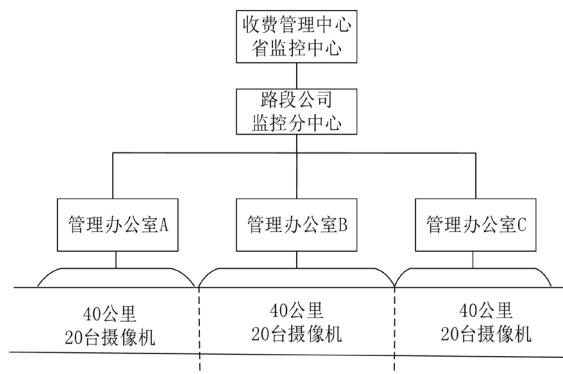 收费管理中心
省监控中心
路段公司
监控分中心
管理办公室A
管理办公室B
管理办公室C
40公里
20台摄像机
40公里
20台摄像机
40公里
20台摄像机